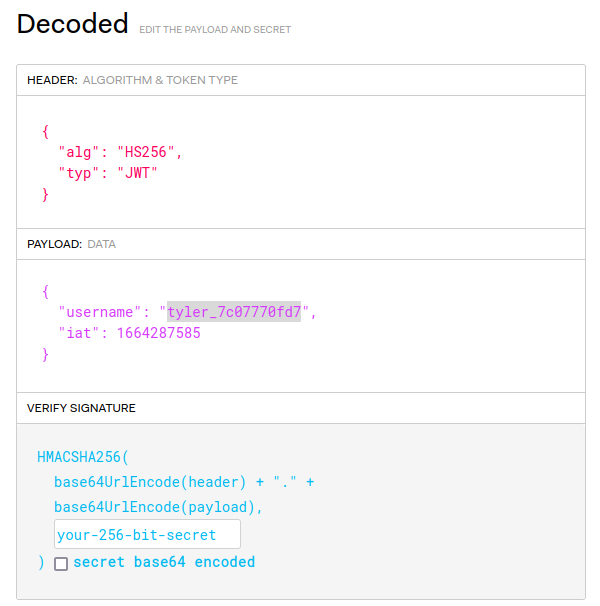 Decoded EDIT THE PAYLOAD AND SECRET
HEADER: ALGORITHM & TOKEN TYPE
{
"alg": "HS256",
"typ": "JWT"
}
PAYLOAD: DATA
{
"username": "tyler_7c07770fd7",
"iat": 1664287585
}
VERIFY SIGNATURE
HMACSHA256(
base64UrlEncode(header) + "." +
base64UrlEncode(payload),
your-256-bit-secret
) secret base64 encoded